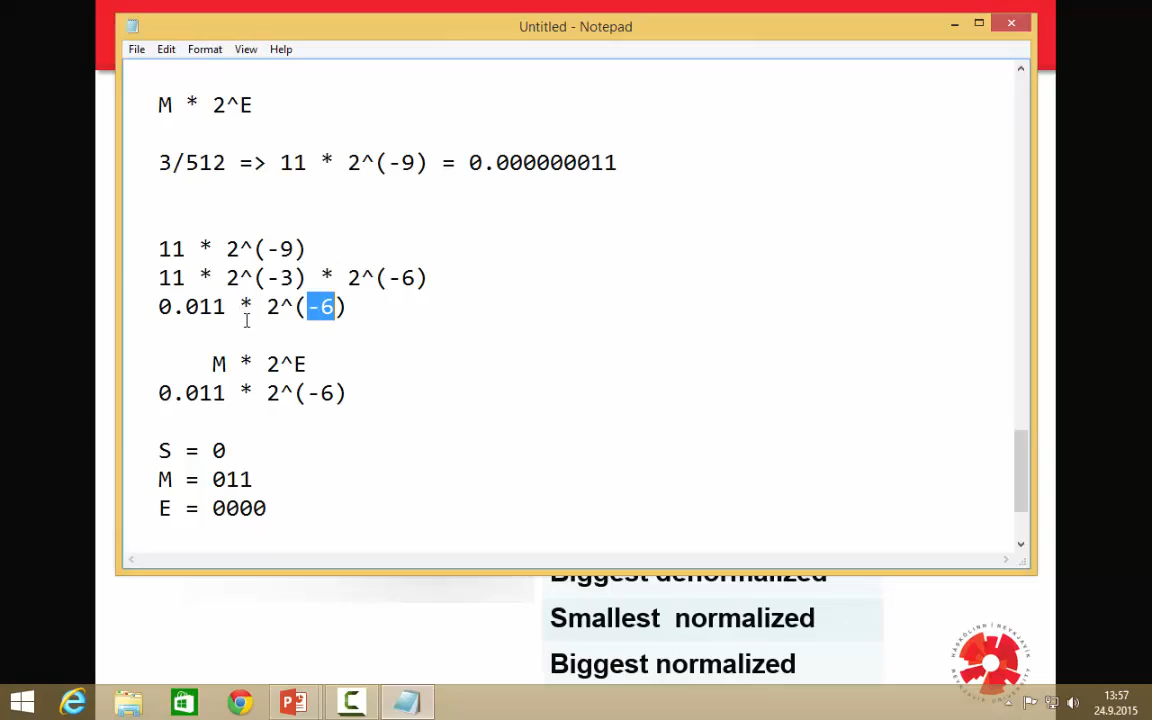 Untitled - Notepad
File Edit Format View Help
M * 2^E
3/512 => 11 * 2^(-9) = 0.000000011
11 * 2^(-9)
11 * 2^(-3) * 2^(-6)
0.011 * 2^(-6)
M * 2^E
0.011 * 2^(-6)
S = 0
M = 011
E = 0000
Biggest denormalized
Smallest normalized
Biggest normalized
13:57
24.9.2015